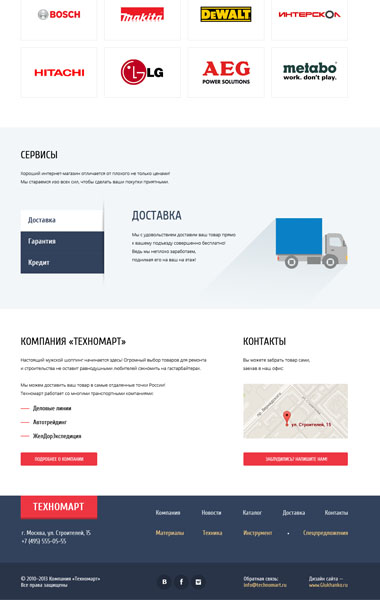 BOSCH
makita
DEWALT
ИНТЕРСКОЛ
HITACHI
LG
AEG
POWER SOLUTIONS
metabo
work. don't play.
СЕРВИСЫ
Хороший интернет-магазин отличается от плохого не только ценами!
Мы стараемся изо всех сил, чтобы сделать ваши покупки приятными.
Доставка
Гарантия
Кредит
ДОСТАВКА
Мы с удовольствием доставим ваш товар прямо
к вашему подъезду совершенно бесплатно!
Ведь мы неплохо заработаем,
поднимая его на ваш этаж!
КОМПАНИЯ «ТЕХНОМАРТ»
Настоящий мужской шоппинг начинается здесь! Огромный выбор товаров для ремонта
и строительства не оставит равнодушными любителей сэкономить на гастарбайтерах.
Мы можем доставить ваш товар в самые отдаленные точки России!
Техномарт работает со многими транспортными компаниями:
Деловые линии
Автотрейдинг
ЖелДорЭкспедиция
ПОДРОБНЕЕ О КОМПАНИИ
КОНТАКТЫ
Вы можете забрать товар сами,
заехав в наш офис:
ул. Строителей, 15
ЗАБЛУДИЛИСЬ? НАПИШИТЕ НАМ!
ТЕХНОМАРТ
г. Москва, ул. Строителей, 15
+7 (495) 555-05-55
Компания Новости Каталог Доставка Контакты
Материалы Техника Инструмент • Спецпредложения
© 2010–2013 Компания «Техномарт»
Все права защищены
B f
Обратная связь:
info@technomart.ru
Дизайн сайта —
www.Glukhanko.ru